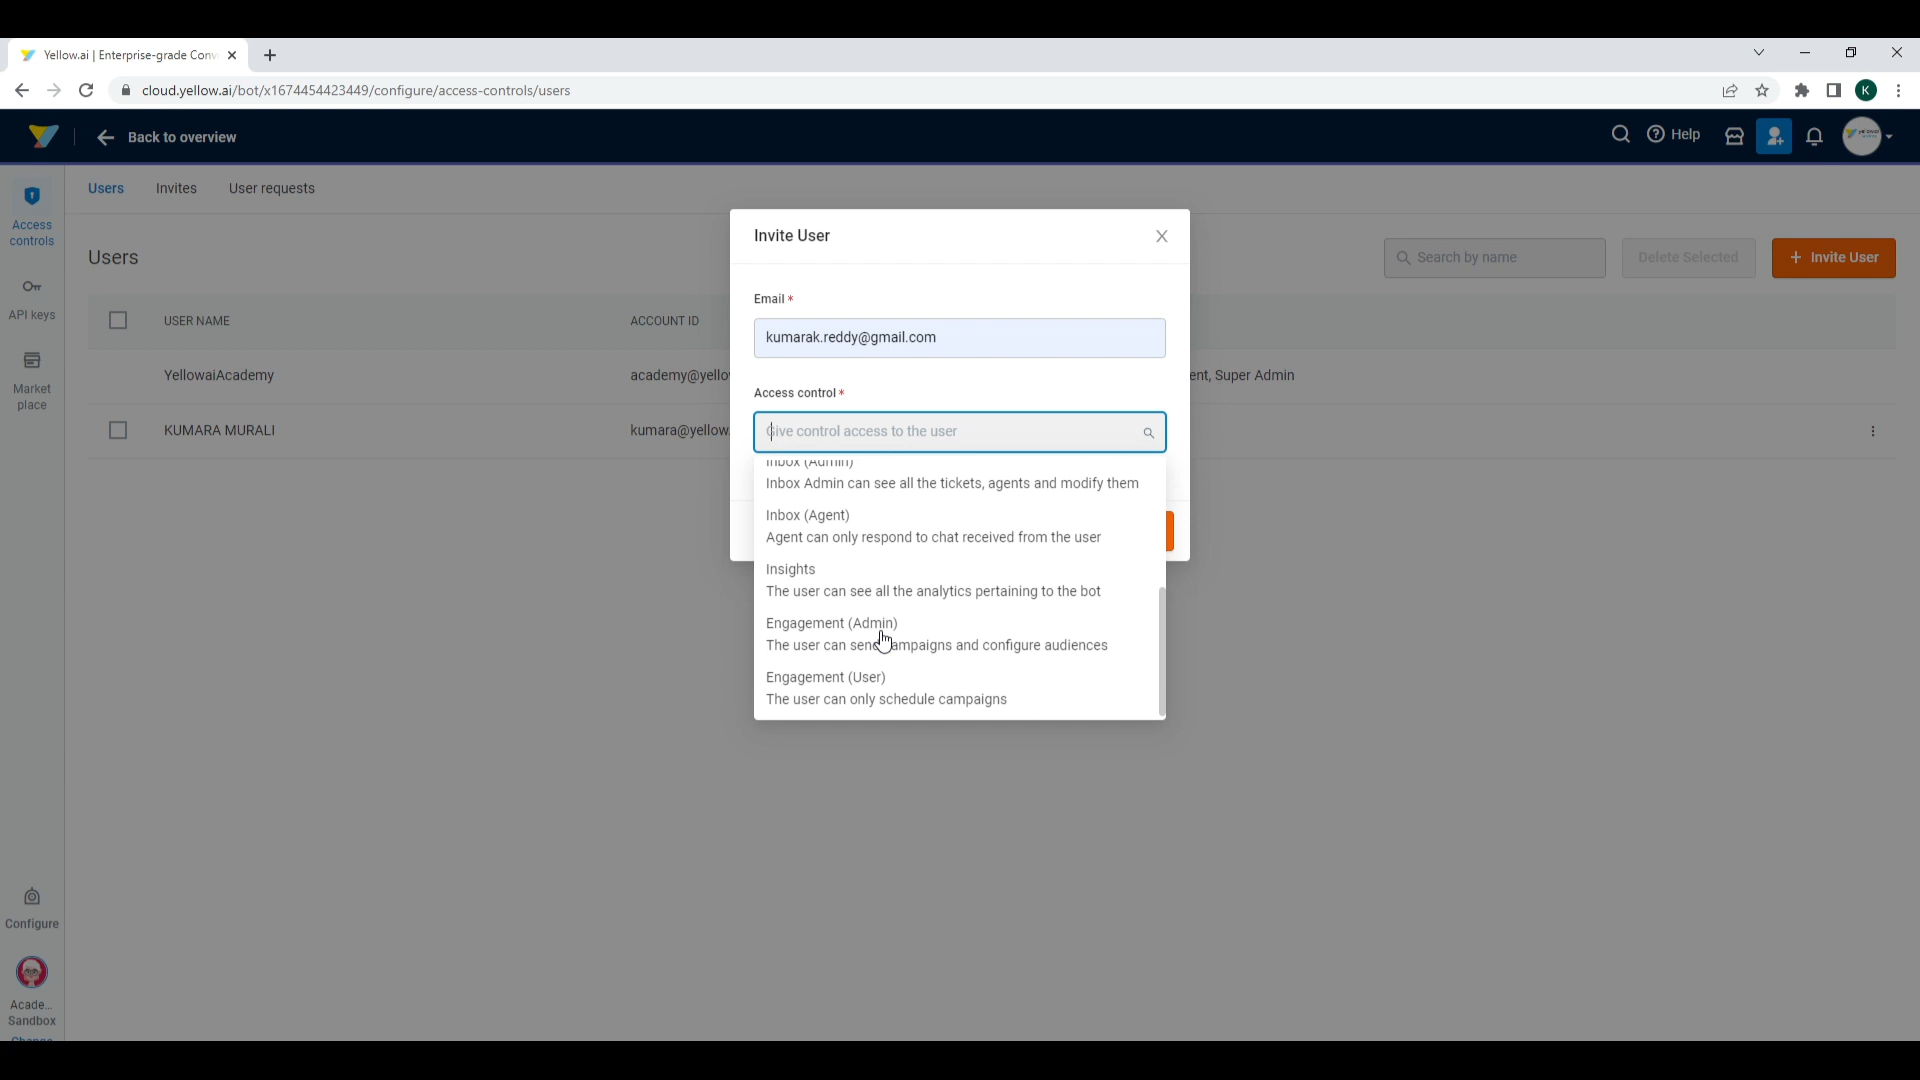 Yellow.ai | Enterprise-grade Conv
cloud.yellow.ai/bot/x1674454423449/configure/access-controls/users
K
Back to overview
Help
Access
controls
API keys
Market
place
Configure
Acade...
Sandbox
Change
Users
Invites
User requests
Users
Search by name
Delete Selected
+ Invite User
USER NAME
ACCOUNT ID
YellowaiAcademy
academy@yello
ent, Super Admin
KUMARA MURALI
kumara@yellow.
Invite User
Email *
kumarak.reddy@gmail.com
Access control *
Give control access to the user
Inbox (Admin)
Inbox Admin can see all the tickets, agents and modify them
Inbox (Agent)
Agent can only respond to chat received from the user
Insights
The user can see all the analytics pertaining to the bot
Engagement (Admin)
The user can send campaigns and configure audiences
Engagement (User)
The user can only schedule campaigns